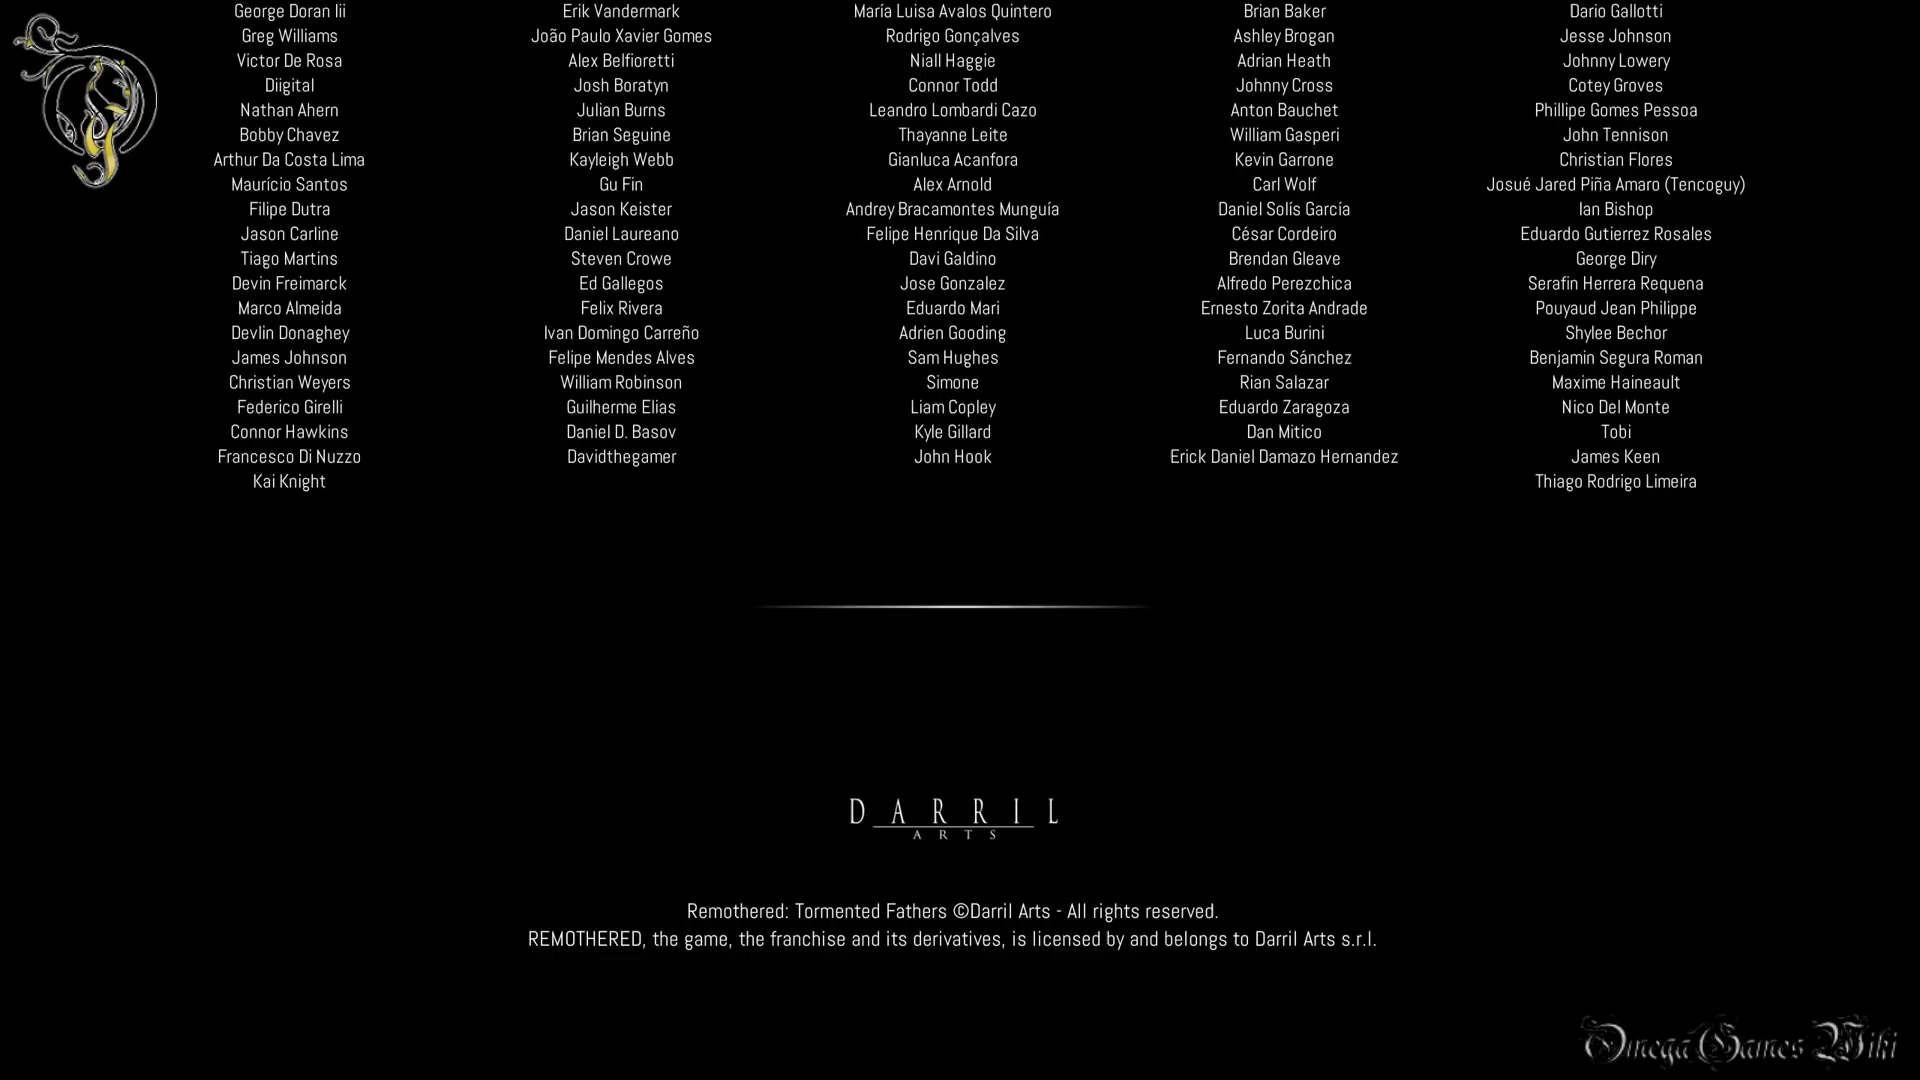 George Doran Iii
Greg Williams
Victor De Rosa
Diigital
Nathan Ahern
Bobby Chavez
Arthur Da Costa Lima
Maurício Santos
Filipe Dutra
Jason Carline
Tiago Martins
Devin Freimarck
Marco Almeida
Devlin Donaghey
James Johnson
Christian Weyers
Federico Girelli
Connor Hawkins
Francesco Di Nuzzo
Kai Knight
Erik Vandermark
João Paulo Xavier Gomes
Alex Belfioretti
Josh Boratyn
Julian Burns
Brian Seguine
Kayleigh Webb
Gu Fin
Jason Keister
Daniel Laureano
Steven Crowe
Ed Gallegos
Felix Rivera
Ivan Domingo Carreño
Felipe Mendes Alves
William Robinson
Guilherme Elias
Daniel D. Basov
Davidthegamer
María Luisa Avalos Quintero
Rodrigo Gonçalves
Niall Haggie
Connor Todd
Leandro Lombardi Cazo
Thayanne Leite
Gianluca Acanfora
Alex Arnold
Andrey Bracamontes Munguía
Felipe Henrique Da Silva
Davi Galdino
Jose Gonzalez
Eduardo Mari
Adrien Gooding
Sam Hughes
Simone
Liam Copley
Kyle Gillard
John Hook
Brian Baker
Ashley Brogan
Adrian Heath
Johnny Cross
Anton Bauchet
William Gasperi
Kevin Garrone
Carl Wolf
Daniel Solís García
César Cordeiro
Brendan Gleave
Alfredo Perezchica
Ernesto Zorita Andrade
Luca Burini
Fernando Sánchez
Rian Salazar
Eduardo Zaragoza
Dan Mitico
Erick Daniel Damazo Hernandez
Dario Gallotti
Jesse Johnson
Johnny Lowery
Cotey Groves
Phillipe Gomes Pessoa
John Tennison
Christian Flores
Josué Jared Piña Amaro (Tencoguy)
Ian Bishop
Eduardo Gutierrez Rosales
George Diry
Serafin Herrera Requena
Pouyaud Jean Philippe
Shylee Bechor
Benjamin Segura Roman
Maxime Haineault
Nico Del Monte
Tobi
James Keen
Thiago Rodrigo Limeira
DARRIL
ARTS
Remothered: Tormented Fathers ©Darril Arts - All rights reserved.
REMOTHERED, the game, the franchise and its derivatives, is licensed by and belongs to Darril Arts s.r.l.
Omega Games Wiki